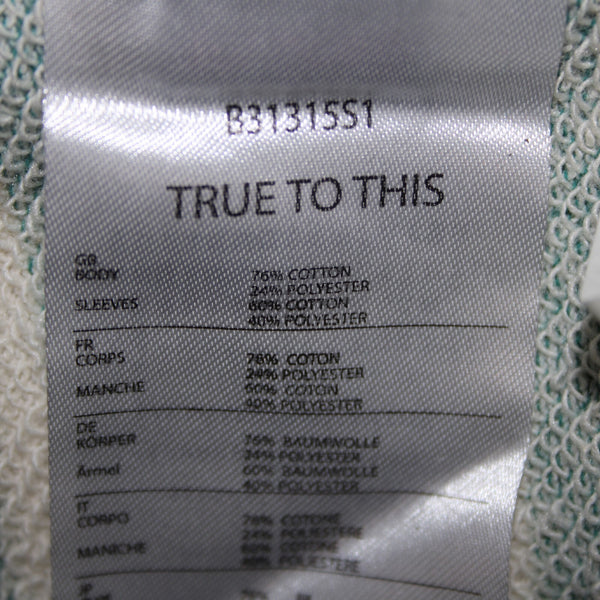 B31315S1
TRUE TO THIS
GB
BODY 76% COTTON
24% POLYESTER
SLEEVES 60% COTTON
40% POLYESTER
FR
CORPS 76% COTON
24% POLYESTER
MANCHE 60% COTON
40% POLYESTER
DE
KÖRPER 76% BAUMWOLLE
24% POLYESTER
Ärmel 60% BAUMWOLLE
40% POLYESTER
IT
CORPO 76% COTONE
24% POLIESTERE
MANICHE 60% COTONE
40% POLIESTERE